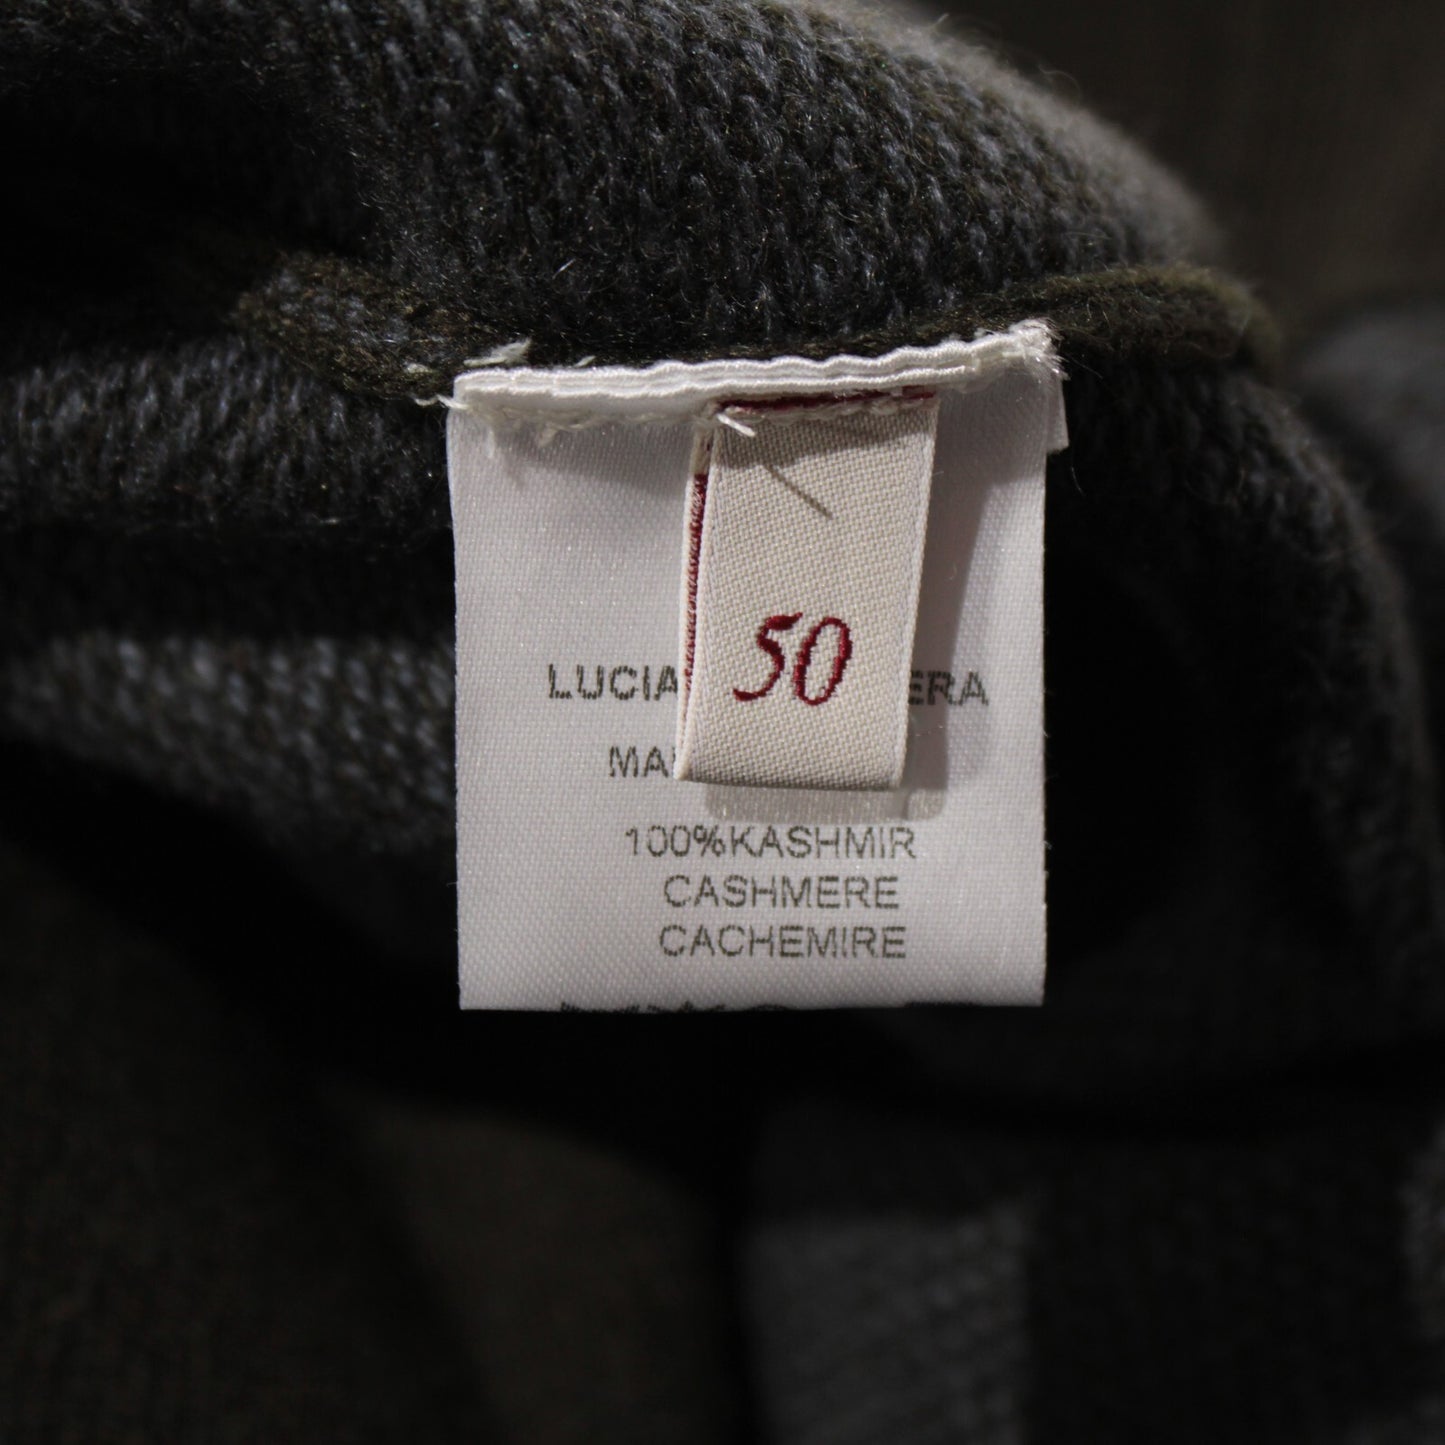 50
LUCIA ERA
MA
100%KASHMIR
CASHMERE
CACHEMIRE